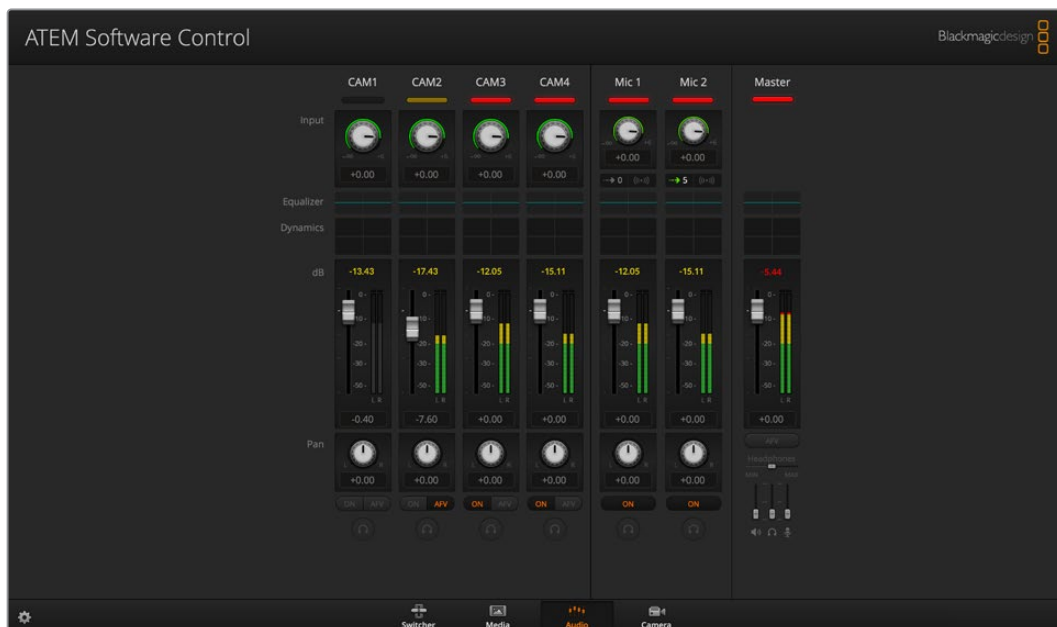 ATEM Software Control
Blackmagicdesign
CAM1 CAM2 CAM3 CAM4 Mic 1 Mic 2 Master
Input
+0.00 +0.00 +0.00 +0.00 +0.00 +0.00
0 5
Equalizer
Dynamics
dB -13.43 -17.43 -12.05 -15.11 -12.05 -15.11 -5.44
-0.40 -7.60 +0.00 +0.00 +0.00 +0.00 +0.00
Pan
L R L R L R L R L R L R
+0.00 +0.00 +0.00 +0.00 +0.00 +0.00
ON AFV ON AFV ON AFV ON AFV ON ON
AFV
Headphones
MIN MAX
Switcher Media Audio Camera